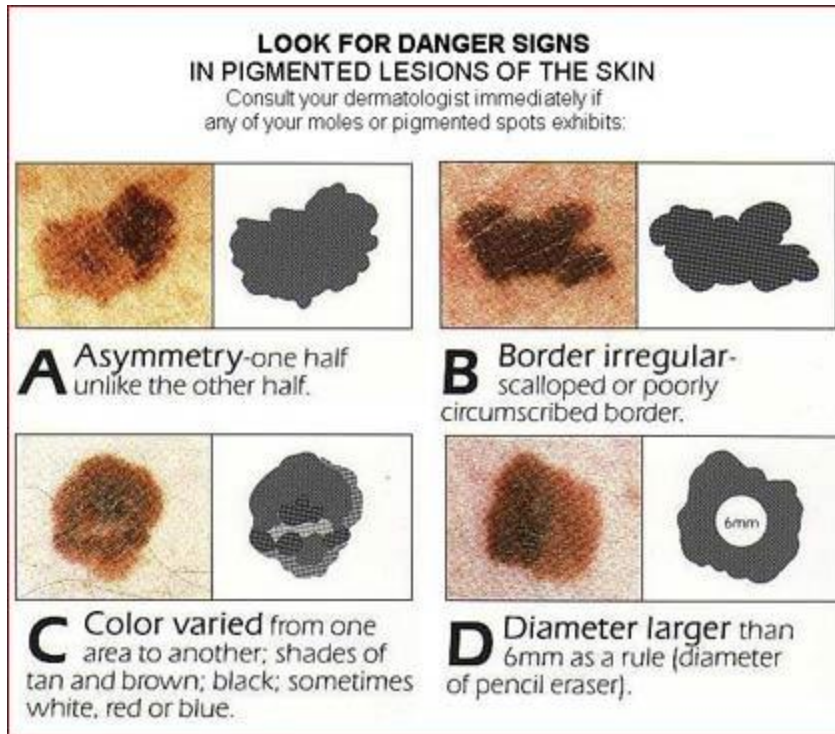 LOOK FOR DANGER SIGNS
IN PIGMENTED LESIONS OF THE SKIN
Consult your dermatologist immediately if
any of your moles or pigmented spots exhibits:
A Asymmetry-one half
unlike the other half.
B Border irregular-
scalloped or poorly
circumscribed border.
C Color varied from one
area to another; shades of
tan and brown; black; sometimes
white, red or blue.
6mm
D Diameter larger than
6mm as a rule (diameter
of pencil eraser).